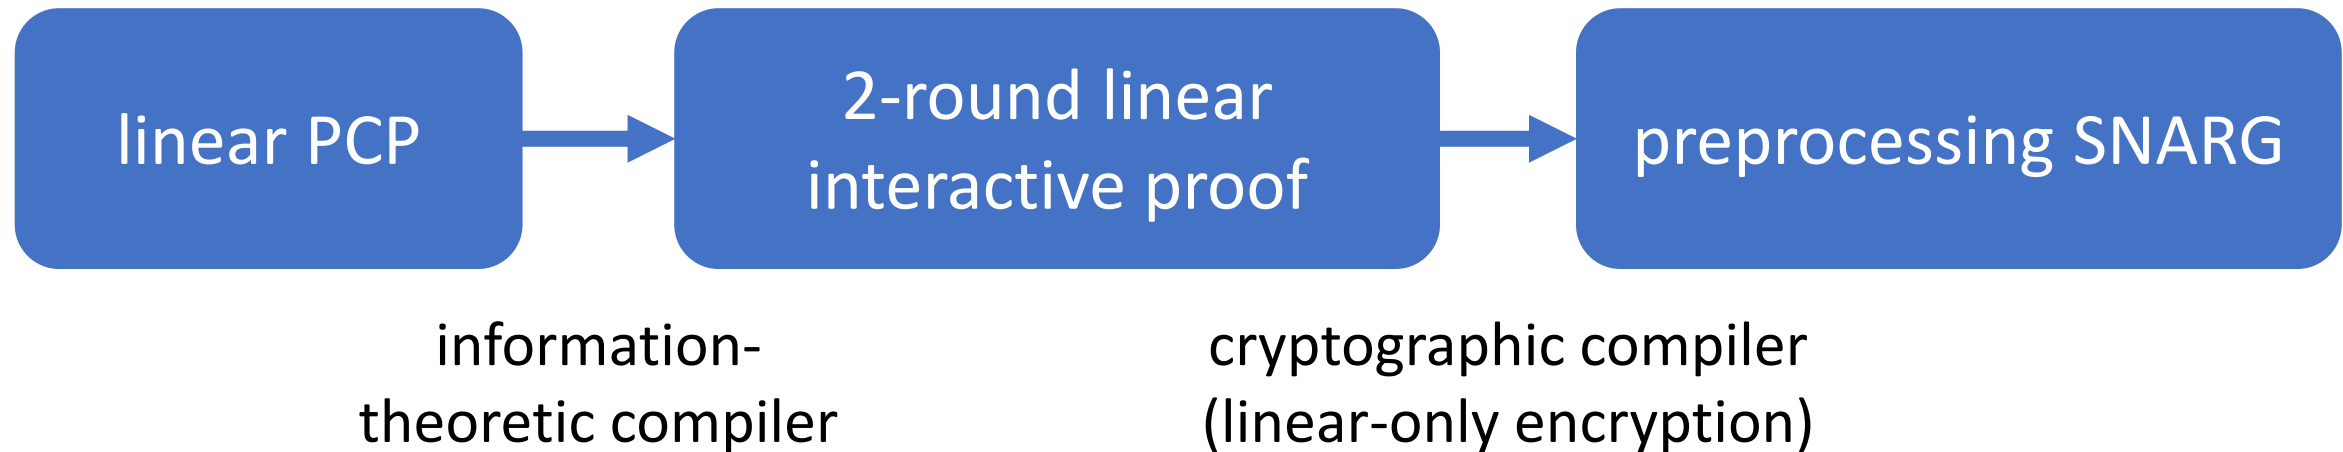 linear PCP
2-round linear
interactive proof
preprocessing SNARG
information-
theoretic compiler
cryptographic compiler
(linear-only encryption)